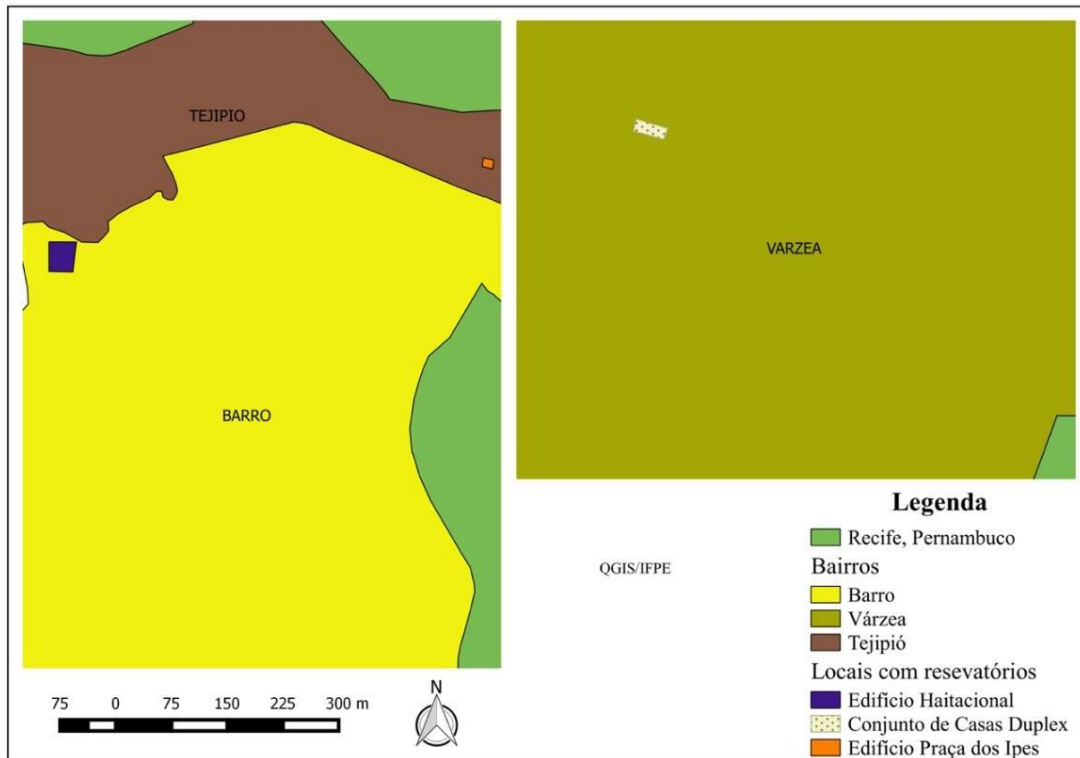 TEJIPIO
BARRO
VARZEA
75 0 75 150 225 300 m
N
QGIS/IFPE
Legenda
Recife, Pernambuco
Bairros
Barro
Várzea
Tejipió
Locais com resevatórios
Edifício Haitacional
Conjunto de Casas Duplex
Edifício Praça dos Ipes